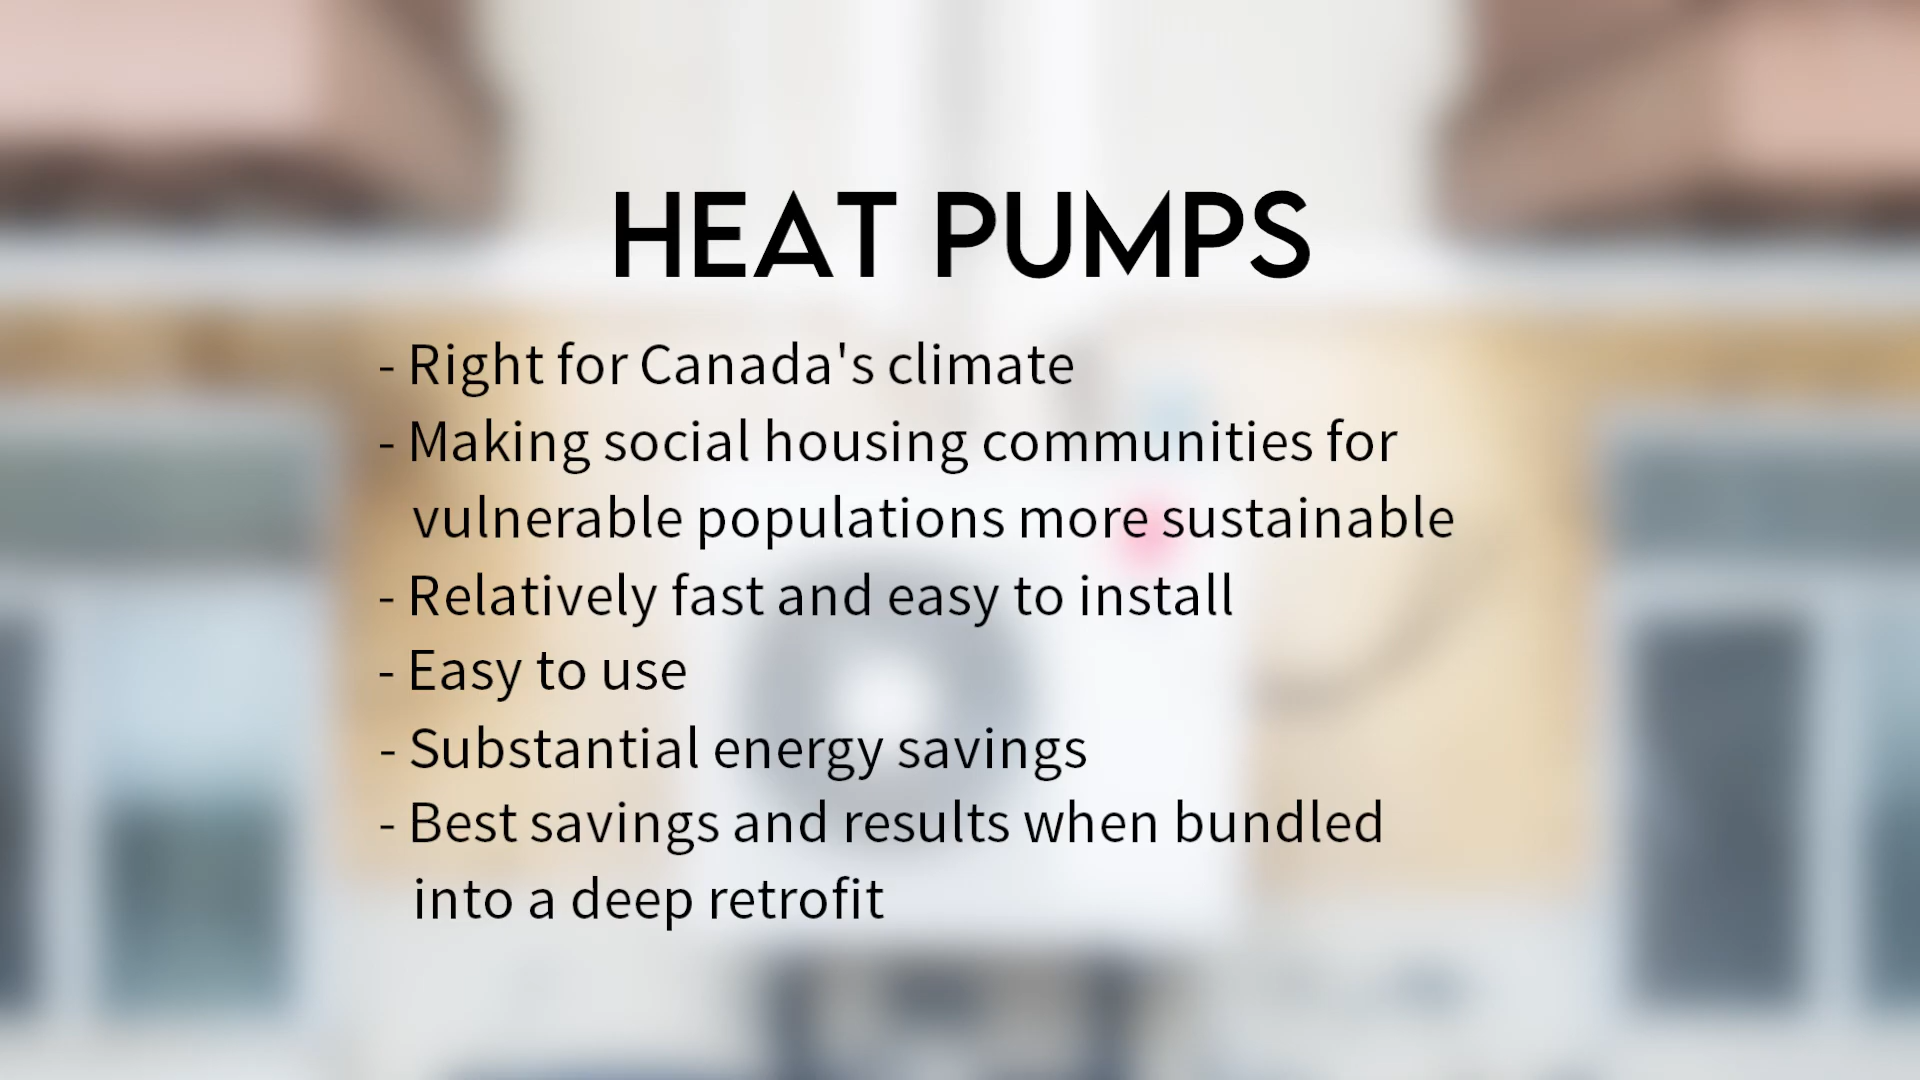 HEAT PUMPS
- Right for Canada's climate
- Making social housing communities for
vulnerable populations more sustainable
- Relatively fast and easy to install
- Easy to use
- Substantial energy savings
- Best savings and results when bundled
into a deep retrofit